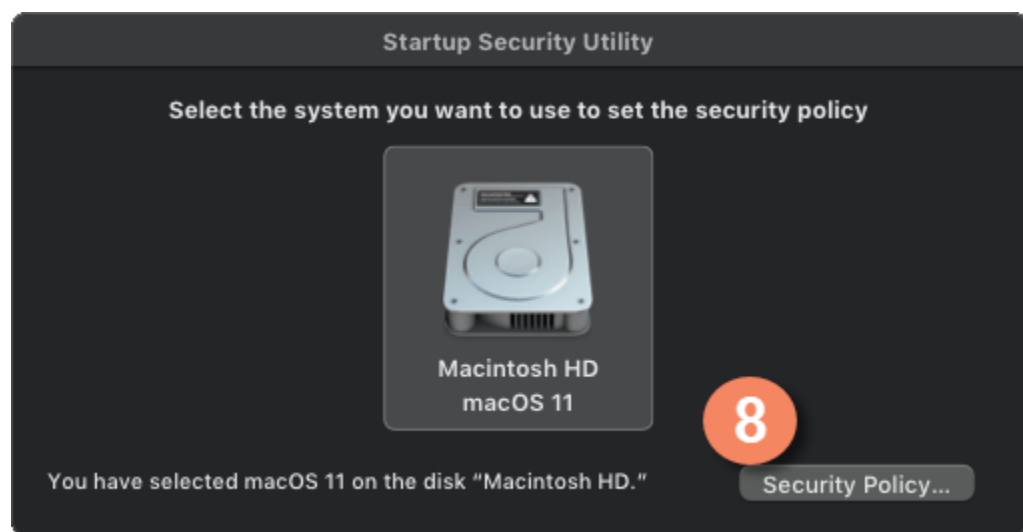 Startup Security Utility
Select the system you want to use to set the security policy
Macintosh HD
macOS 11
8
You have selected macOS 11 on the disk “Macintosh HD.”
Security Policy...